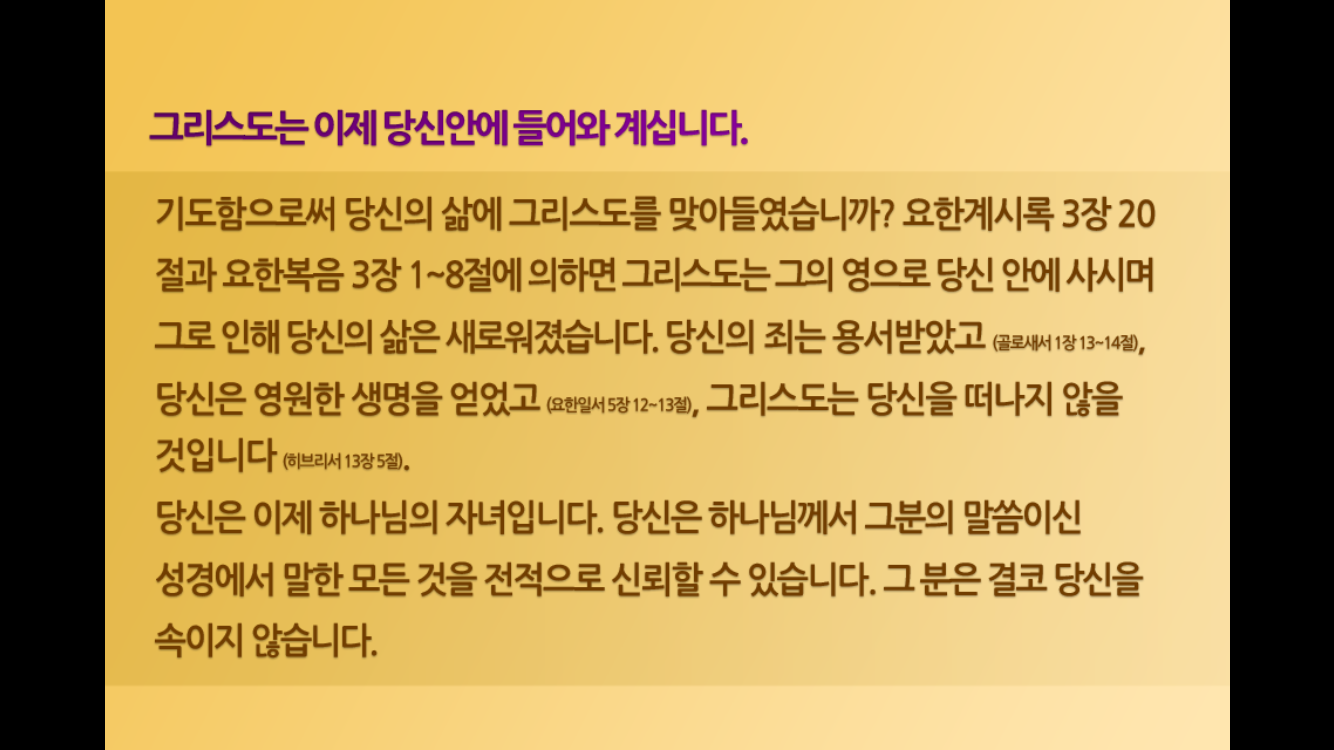 그리스도는 이제 당신안에 들어와 계십니다.
기도함으로써 당신의 삶에 그리스도를 맞아들였습니까? 요한계시록 3장 20
절과 요한복음 3장 1~8절에 의하면 그리스도는 그의 영으로 당신 안에 사시며
그로 인해 당신의 삶은 새로워졌습니다. 당신의 죄는 용서받았고 (골로새서 1장 13~14절),
당신은 영원한 생명을 얻었고 (요한일서 5장 12~13절), 그리스도는 당신을 떠나지 않을
것입니다 (히브리서 13장 5절).
당신은 이제 하나님의 자녀입니다. 당신은 하나님께서 그분의 말씀이신
성경에서 말한 모든 것을 전적으로 신뢰할 수 있습니다. 그 분은 결코 당신을
속이지 않습니다.